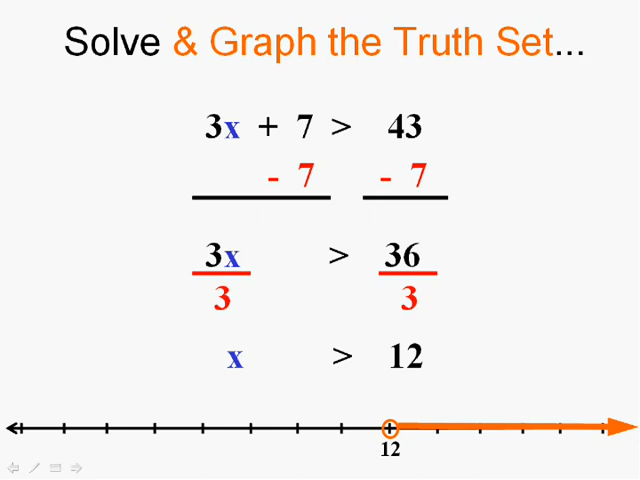 Solve & Graph the Truth Set...
3x + 7 > 43
- 7 - 7
3x > 36
3 3
x > 12
12